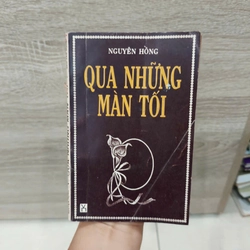 NGUYÊN HỒNG
QUA NHỮNG
MÀN TỐI